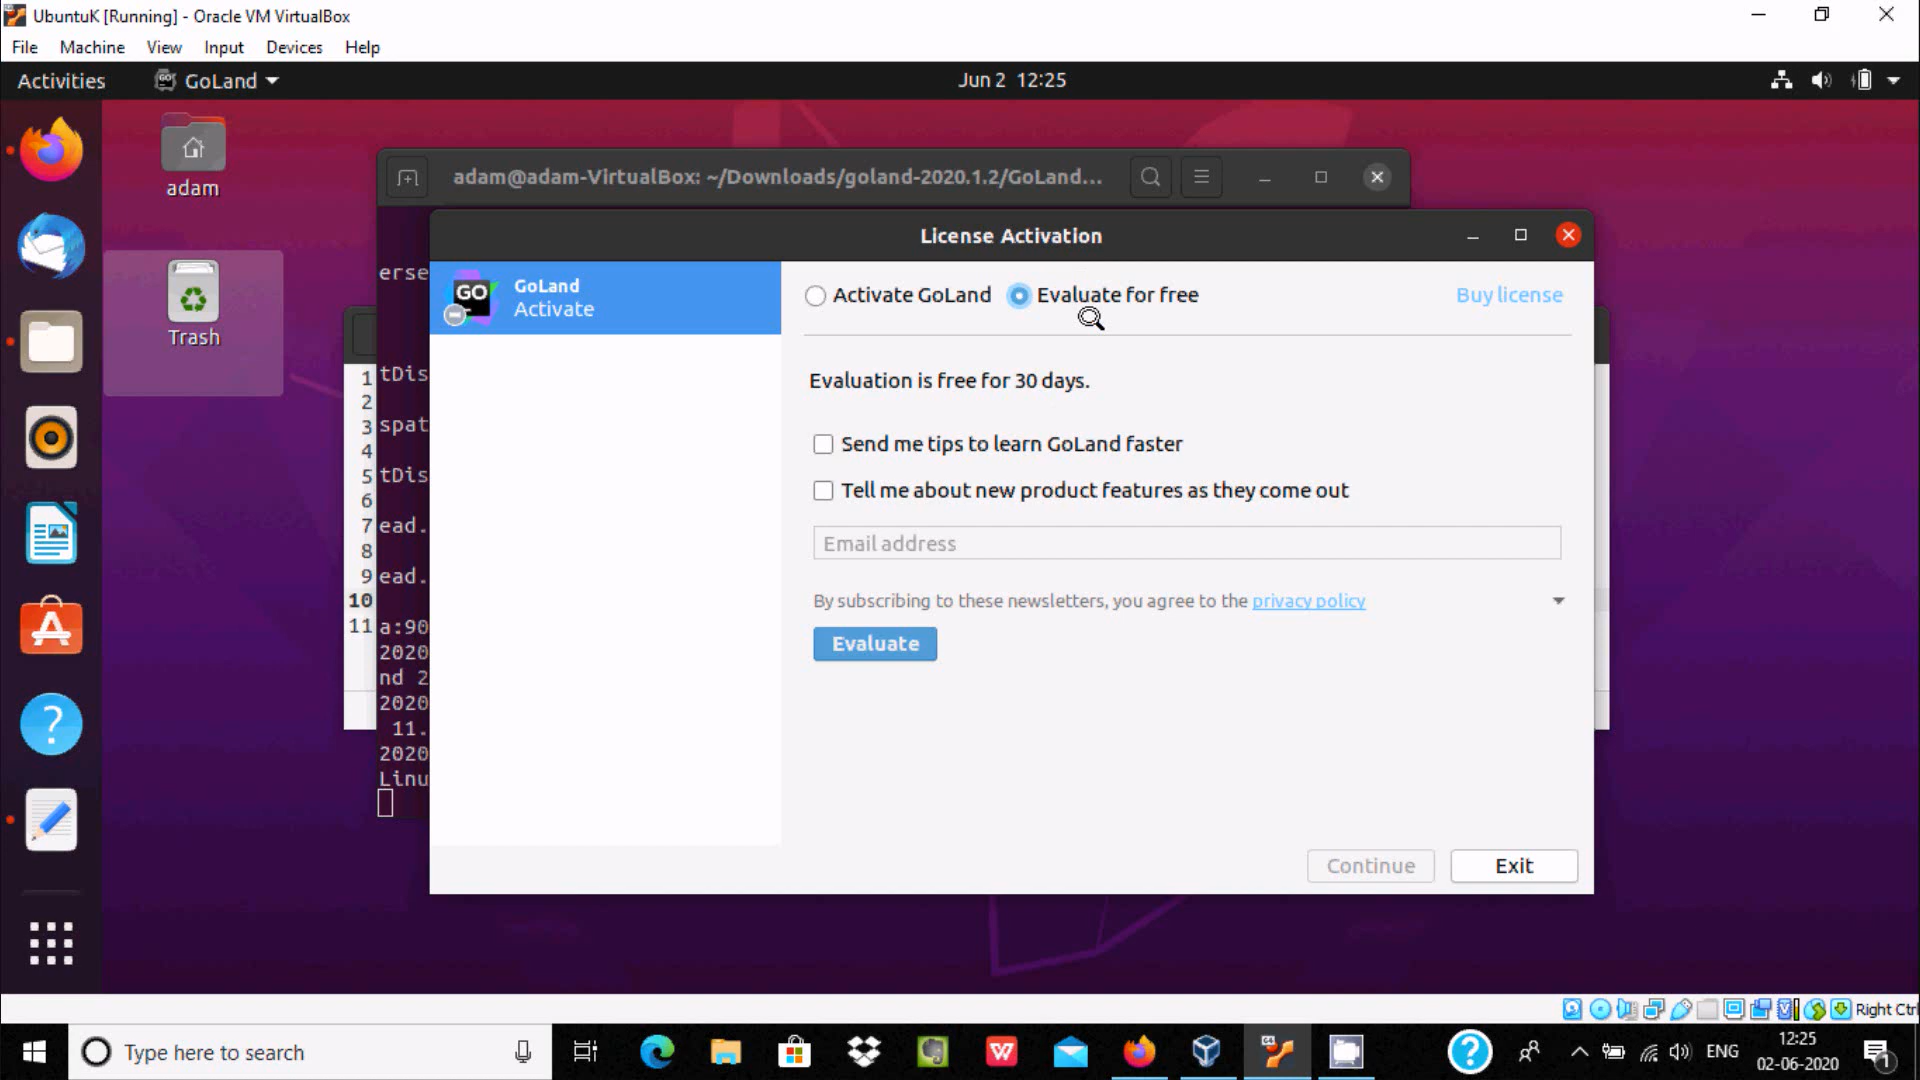 UbuntuK [Running] - Oracle VM VirtualBox
File Machine View Input Devices Help
Activities GoLand Jun 2 12:25
adam
Trash
adam@adam-VirtualBox: ~/Downloads/goland-2020.1.2/GoLand...
License Activation
GO
GoLand
Activate
Activate GoLand Evaluate for free Buy license
Evaluation is free for 30 days.
Send me tips to learn GoLand faster
Tell me about new product features as they come out
Email address
By subscribing to these newsletters, you agree to the privacy policy
Evaluate
Continue Exit
erse
1 tDis
2
3 spat
4
5 tDis
6
7 ead.
8
9 ead.
10
11 a:90
2020
nd 2
2020
11.
2020
Linu
Right Ctrl
Type here to search
ENG
12:25
02-06-2020
1